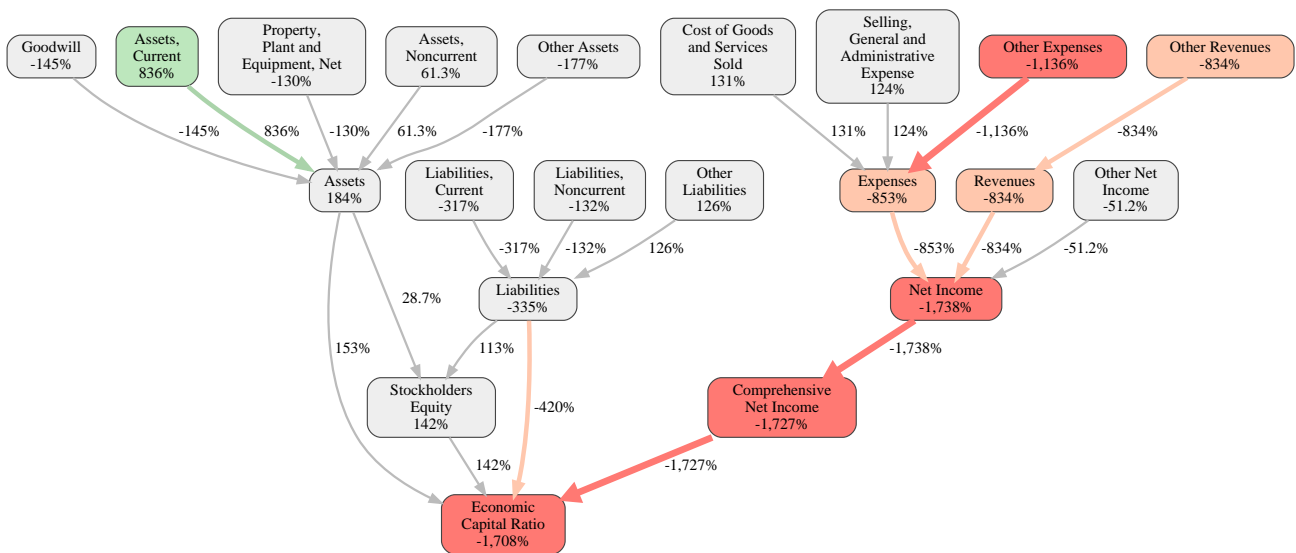 Goodwill
-145%
Assets,
Current
836%
Property,
Plant and
Equipment, Net
-130%
Assets,
Noncurrent
61.3%
Other Assets
-177%
Cost of Goods
and Services
Sold
131%
Selling,
General and
Administrative
Expense
124%
Other Expenses
-1,136%
Other Revenues
-834%
-145%
836%
-130%
61.3%
-177%
131%
124%
-1,136%
-834%
Assets
184%
Liabilities,
Current
-317%
Liabilities,
Noncurrent
-132%
Other
Liabilities
126%
Expenses
-853%
Revenues
-834%
Other Net
Income
-51.2%
-317%
-132%
126%
-853%
-834%
-51.2%
28.7%
Liabilities
-335%
Net Income
-1,738%
153%
113%
-1,738%
Stockholders
Equity
142%
-420%
Comprehensive
Net Income
-1,727%
142%
-1,727%
Economic
Capital Ratio
-1,708%